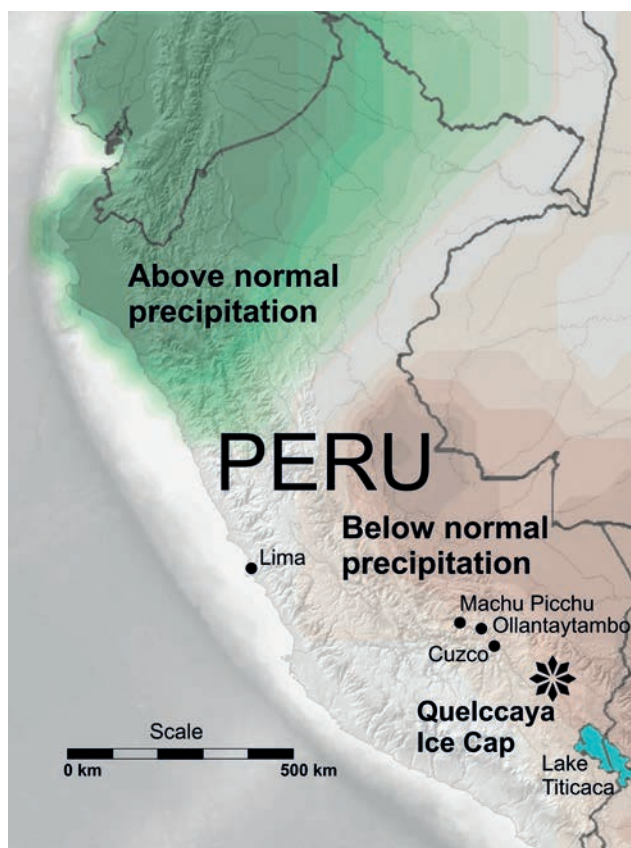 Above normal
precipitation
PERU
Below normal
precipitation
Lima
Machu Picchu
Ollantaytambo
Cuzco
Quelccaya
Ice Cap
Scale
0 km 500 km
Lake
Titicaca